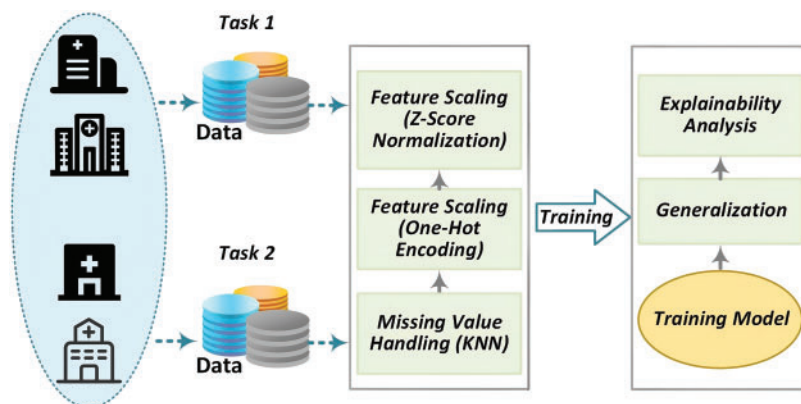 Task 1
Data
Task 2
Data
Feature Scaling
(Z-Score
Normalization)
Feature Scaling
(One-Hot
Encoding)
Missing Value
Handling (KNN)
Training
Explainability
Analysis
Generalization
Training Model